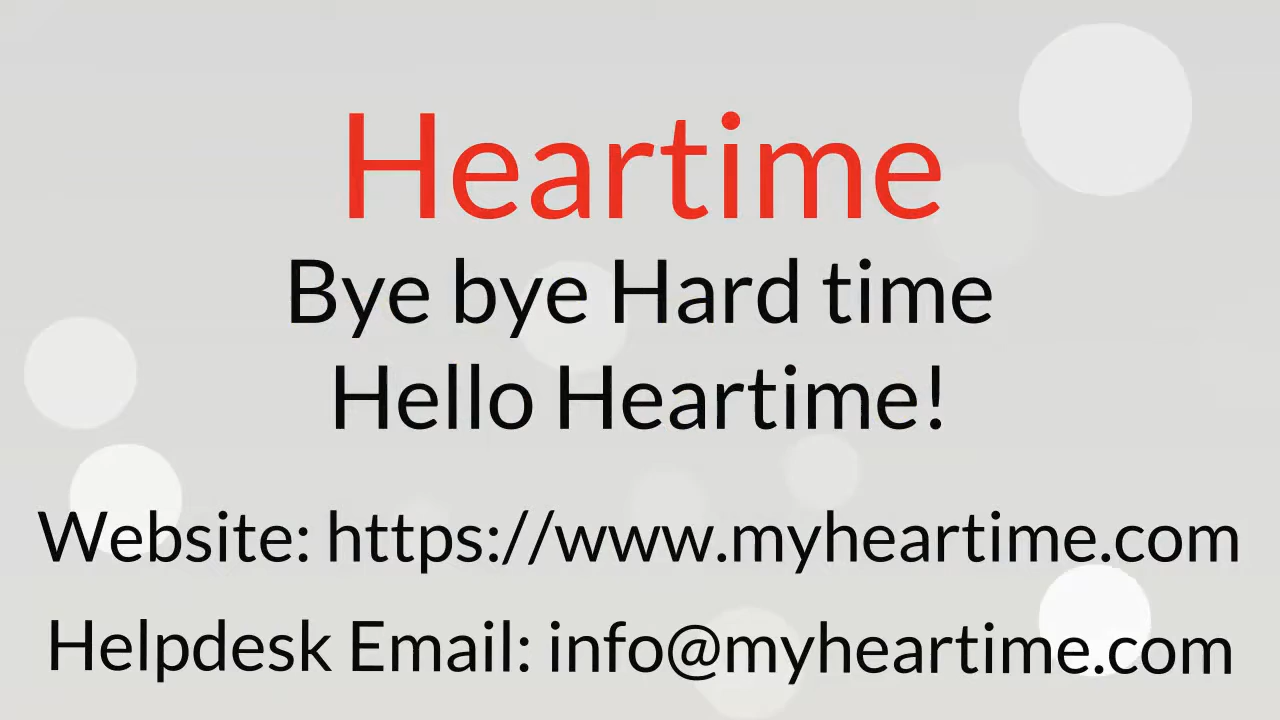 Heartime
Bye bye Hard time
Hello Heartime!
Website: https://www.myheartime.com
Helpdesk Email: info@myheartime.com